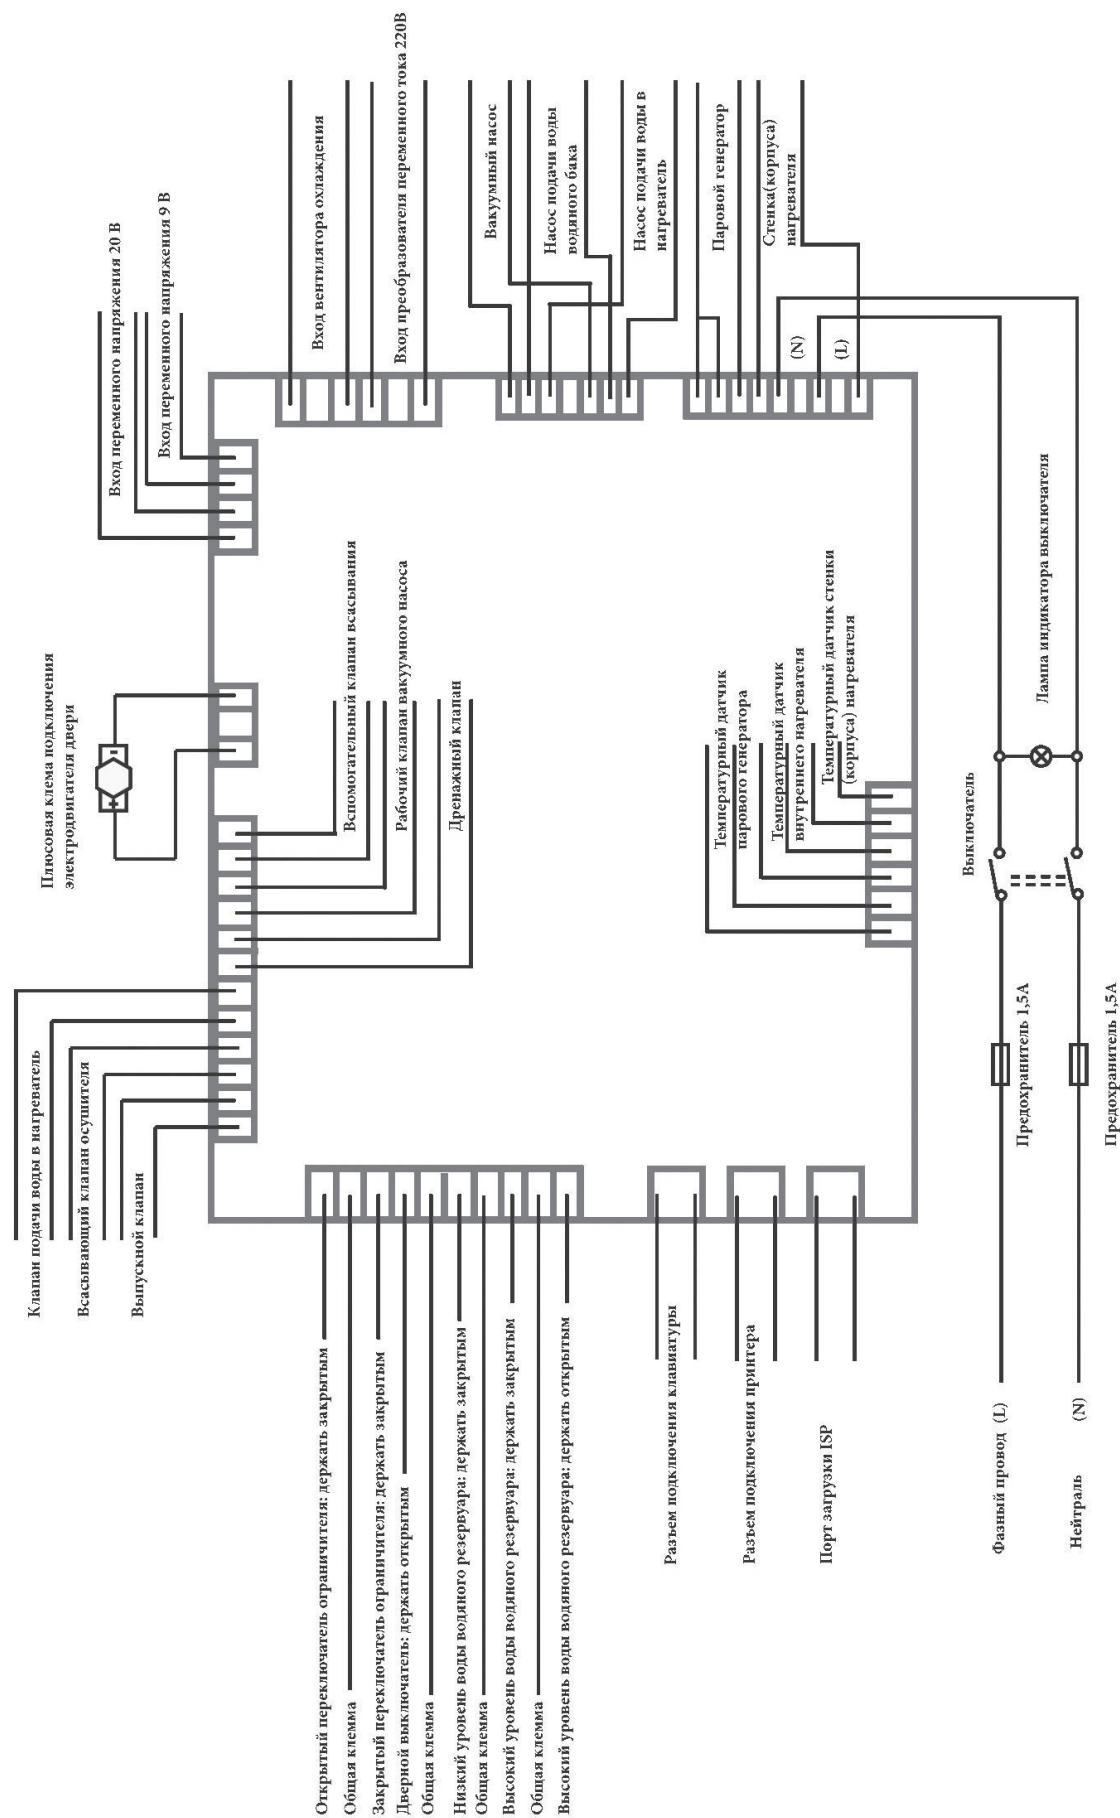 Клапан подачи воды в нагреватель
Всасывающий клапан осушителя
Выпускной клапан
Плюсовая клема подключения
электродвигателя двери
+
-
Вход переменного напряжения 20 В
Вход переменного напряжения 9 В
Вспомогательный клапан всасывания
Рабочий клапан вакуумного насоса
Дренажный клапан
Вход вентилятора охлаждения
Вход преобразователя переменного тока 220В
Вакуумный насос
Насос подачи воды
водяного бака
Насос подачи воды в
нагреватель
Паровой генератор
Стенка(корпуса)
нагревателя
(N)
(L)
Открытый переключатель ограничителя: держать закрытым
Общая клемма
Закрытый переключатель ограничителя: держать закрытым
Дверной выключатель: держать открытым
Общая клемма
Низкий уровень воды водяного резервуара: держать закрытым
Общая клемма
Высокий уровень воды водяного резервуара: держать закрытым
Общая клемма
Высокий уровень воды водяного резервуара: держать открытым
Разъем подключения клавиатуры
Разъем подключения принтера
Порт загрузки ISP
Температурный датчик
парового генератора
Температурный датчик
внутреннего нагревателя
Температурный датчик стенки
(корпуса) нагревателя
Фазный провод (L)
Предохранитель 1,5А
Выключатель
Лампа индикатора выключателя
Нейтраль (N)
Предохранитель 1,5А